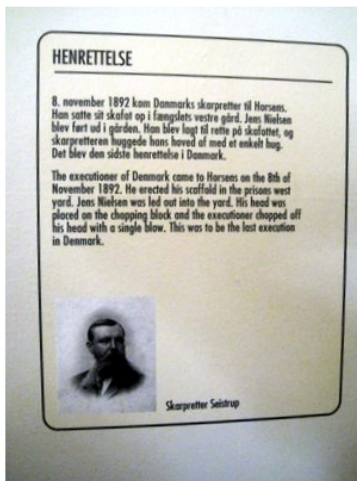 HENRETTELSE
8. november 1892 kom Danmarks skarpretter til Horsens.
Han satte sit skafot op i fængslets vestre gård. Jens Nielsen
blev ført ud i gården. Han blev lagt til rette på skafottet, og
skarpretteren huggede hans hoved af med et enkelt hug.
Det blev den sidste henrettelse i Danmark.
The executioner of Denmark came to Horsens on the 8th of
November 1892. He erected his scaffold in the prisons west
yard. Jens Nielsen was led out into the yard. His head was
placed on the chopping block and the executioner chopped off
his head with a single blow. This was to be the last execution
in Denmark.
Skarpretter Seistrup